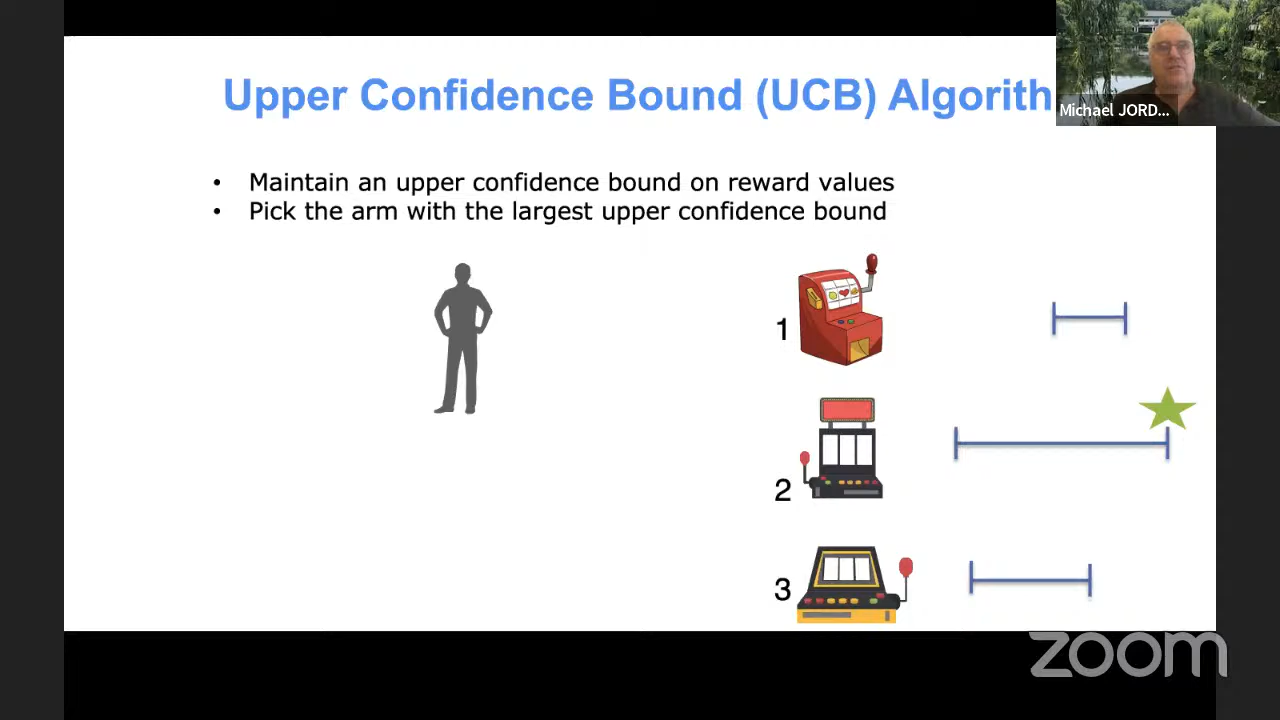 Upper Confidence Bound (UCB) Algorith
Michael JORD...
• Maintain an upper confidence bound on reward values
• Pick the arm with the largest upper confidence bound
1
2
3
zoom